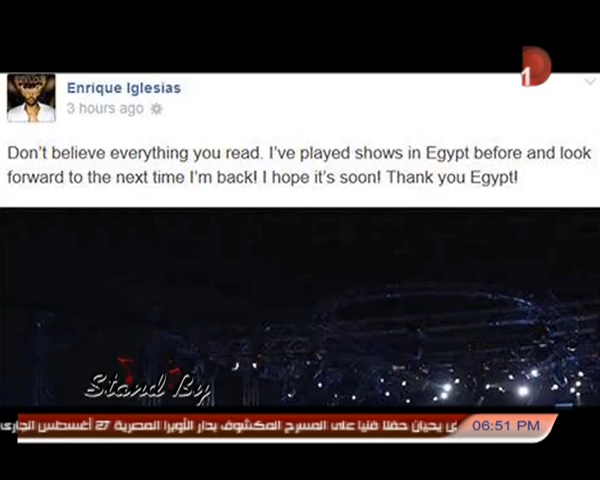 Enrique Iglesias
3 hours ago
Don't believe everything you read. I've played shows in Egypt before and look
forward to the next time I'm back! I hope it's soon! Thank you Egypt!
1
Stand By
يحيان حفلا فنيا على المسرح المكشوف بدار الأوبرا المصرية 27 أغسطس الجارى
06:51 PM